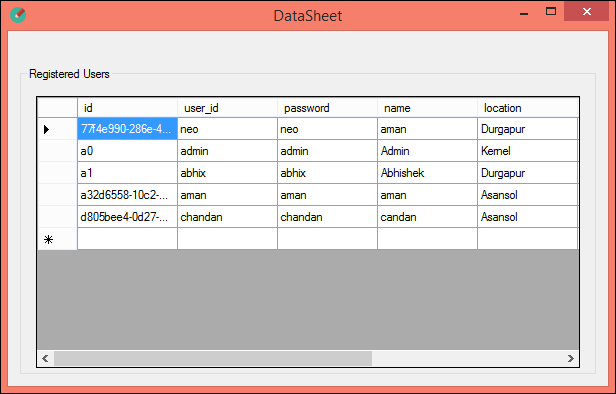 DataSheet
Registered Users
id user_id password name location
77f4e990-286e-4... neo neo aman Durgapur
a0 admin admin Admin Kernel
a1 abhix abhix Abhishek Durgapur
a32d6558-10c2-... aman aman aman Asansol
d805bee4-0d27-... chandan chandan candan Asansol